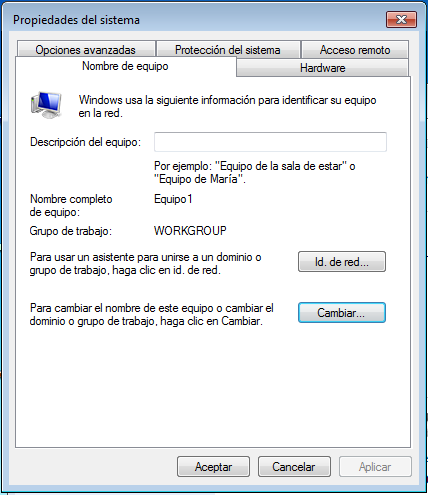 Propiedades del sistema
Opciones avanzadas
Protección del sistema
Acceso remoto
Nombre de equipo
Hardware
Windows usa la siguiente información para identificar su equipo
en la red.
Descripción del equipo:
Por ejemplo: "Equipo de la sala de estar" o
"Equipo de María".
Nombre completo
de equipo:
Equipo1
Grupo de trabajo:
WORKGROUP
Para usar un asistente para unirse a un dominio o
grupo de trabajo, haga clic en id. de red.
Id. de red...
Para cambiar el nombre de este equipo o cambiar el
dominio o grupo de trabajo, haga clic en Cambiar.
Cambiar...
Aceptar
Cancelar
Aplicar